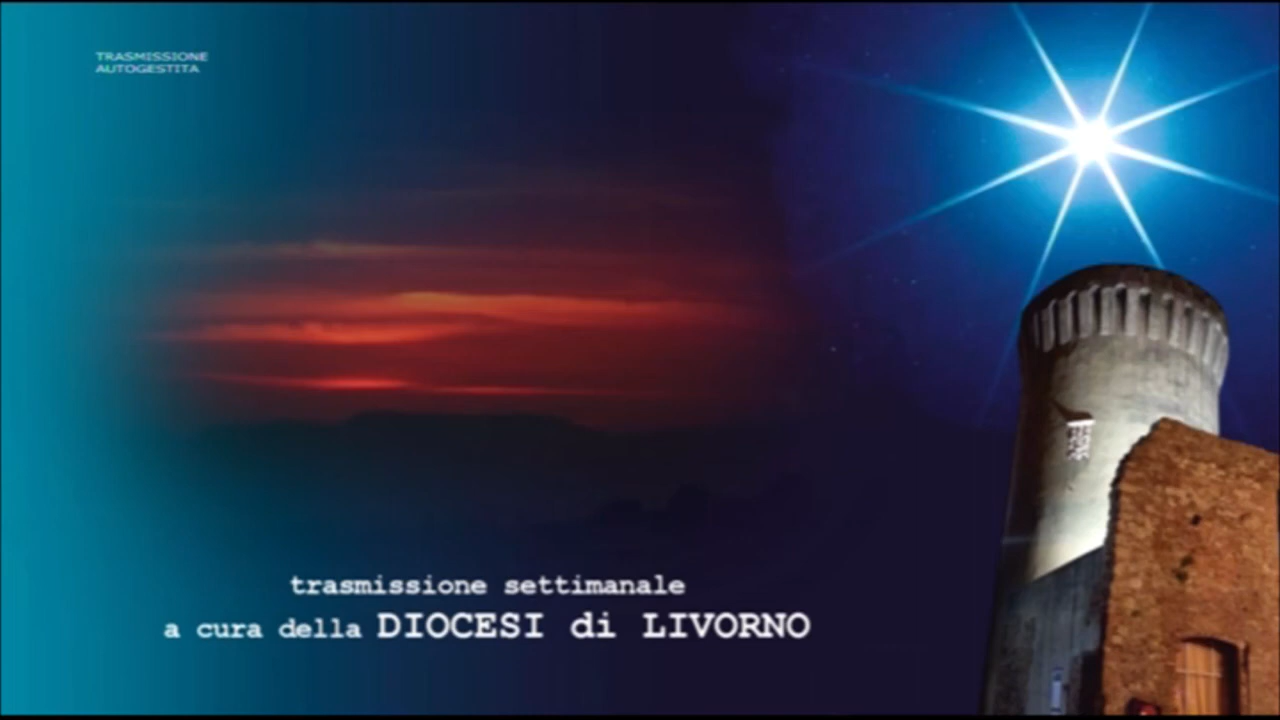 TRASMISSIONE
AUTOGESTITA
trasmissione settimanale
a cura della DIOCESI di LIVORNO